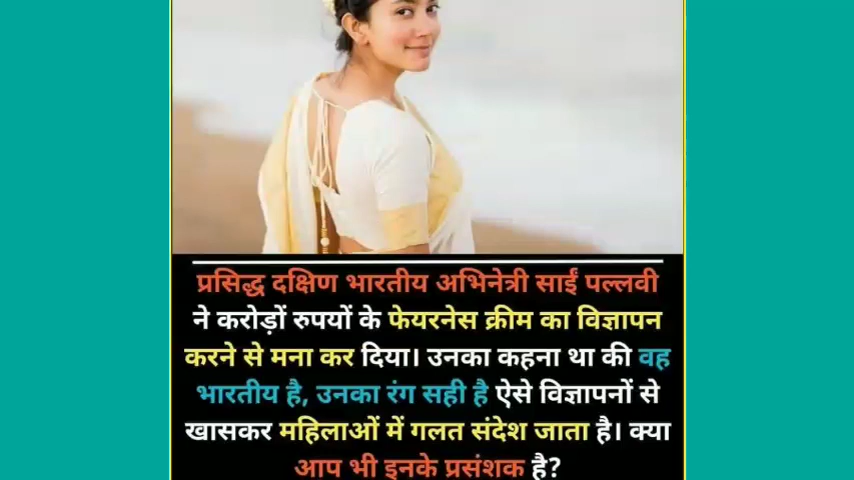 प्रसिद्ध दक्षिण भारतीय अभिनेत्री साईं पल्लवी
ने करोड़ों रुपयों के फेयरनेस क्रीम का विज्ञापन
करने से मना कर दिया। उनका कहना था की वह
भारतीय है, उनका रंग सही है ऐसे विज्ञापनों से
खासकर महिलाओं में गलत संदेश जाता है। क्या
आप भी इनके प्रसंशक है?